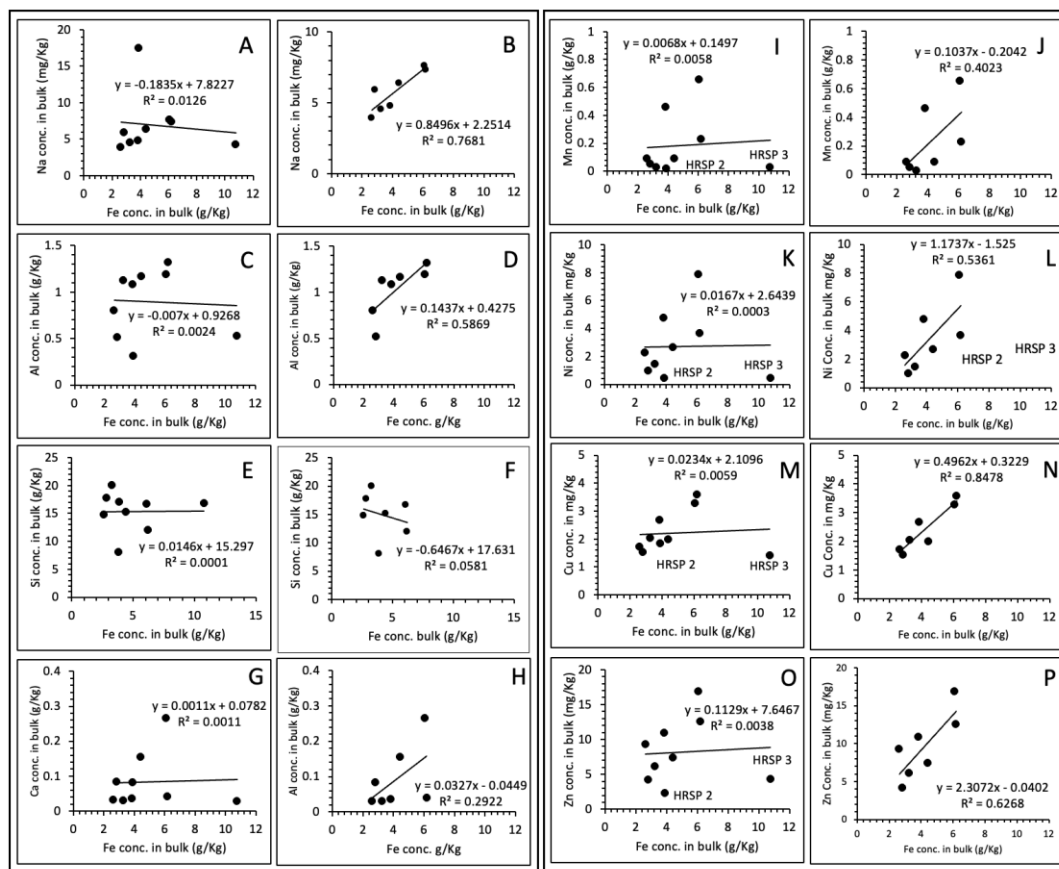 A
Na conc. in bulk (mg/Kg)
20
15
10
5
0
y = -0.1835x + 7.8227
R² = 0.0126
0 2 4 6 8 10 12
Fe conc. in bulk (g/Kg)
B
Na conc. in bulk (mg/Kg)
10
5
0
y = 0.8496x + 2.2514
R² = 0.7681
0 2 4 6 8 10 12
Fe conc. in bulk (g/Kg)
C
Al conc. in bulk (g/Kg)
1.5
1
0.5
0
y = -0.007x + 0.9268
R² = 0.0024
0 2 4 6 8 10 12
Fe conc. in bulk (g/Kg)
D
Al conc. in bulk (g/Kg)
1.5
1
0.5
0
y = 0.1437x + 0.4275
R² = 0.5869
0 2 4 6 8 10 12
Fe conc. g/Kg)
E
Si conc. in bulk (g/Kg)
25
20
15
10
5
0
y = 0.0146x + 15.297
R² = 0.0001
0 5 10 15
Fe conc. in bulk (g/Kg)
F
Si conc. in bulk (g/Kg)
25
20
15
10
5
0
y = -0.6467x + 17.631
R² = 0.0581
0 5 10 15
Fe conc. bulk (g/Kg)
G
Ca conc. in bulk (g/Kg)
0.4
0.3
0.2
0.1
0
y = 0.0011x + 0.0782
R² = 0.0011
0 2 4 6 8 10 12
Fe conc. in bulk (g/Kg)
H
Al conc. in bulk (g/Kg)
0.4
0.3
0.2
0.1
0
y = 0.0327x - 0.0449
R² = 0.2922
0 2 4 6 8 10 12
Fe conc. g/Kg)
I
Mn conc. in bulk (mg/Kg)
1
0.8
0.6
0.4
0.2
0
y = 0.0068x + 0.1497
R² = 0.0058
HRSP 2
HRSP 3
0 2 4 6 8 10 12
Fe conc. in bulk (g/Kg)
J
Mn conc. in bulk (mg/Kg)
1
0.8
0.6
0.4
0.2
0
y = 0.1037x - 0.2042
R² = 0.4023
0 2 4 6 8 10 12
Fe conc. in bulk (g/Kg)
K
Ni conc. in bulk mg/Kg)
10
8
6
4
2
0
y = 0.0167x + 2.6439
R² = 0.0003
HRSP 2
HRSP 3
0 2 4 6 8 10 12
Fe conc. in bulk (g/Kg)
L
Ni Conc. in bulk (mg/Kg)
10
8
6
4
2
0
y = 1.1737x - 1.525
R² = 0.5361
HRSP 2
HRSP 3
0 2 4 6 8 10 12
Fe conc. in bulk (g/Kg)
M
Cu conc. in bulk (mg/Kg)
5
4
3
2
1
0
y = 0.0234x + 2.1096
R² = 0.0059
HRSP 2
HRSP 3
0 2 4 6 8 10 12
Fe conc. in bulk (g/Kg)
N
Cu Conc. in mg/Kg)
5
4
3
2
1
0
y = 0.4962x + 0.3229
R² = 0.8478
0 2 4 6 8 10 12
Fe conc. in bulk (g/Kg)
O
Zn conc. in bulk (mg/Kg)
20
15
10
5
0
y = 0.1129x + 7.6467
R² = 0.0038
HRSP 3
HRSP 2
0 2 4 6 8 10 12
Fe conc. in bulk (g/Kg)
P
Zn conc. in bulk (mg/Kg)
20
15
10
5
0
y = 2.3072x - 0.0402
R² = 0.6268
0 2 4 6 8 10 12
Fe conc. in bulk (g/Kg)